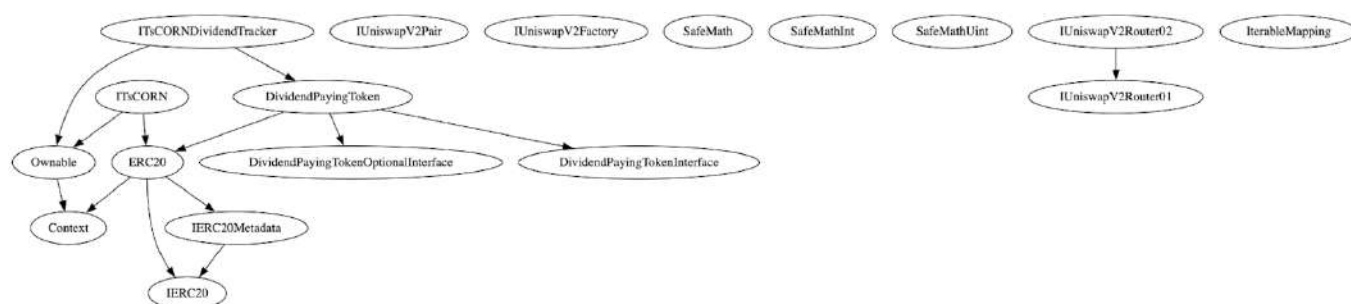 ITsCORNDividendTracker
IUniswapV2Pair
IUniswapV2Factory
SafeMath
SafeMathInt
SafeMathUint
IUniswapV2Router02
IterableMapping
ITsCORN
DividendPayingToken
IUniswapV2Router01
Ownable
ERC20
DividendPayingTokenOptionalInterface
DividendPayingTokenInterface
Context
IERC20Metadata
IERC20